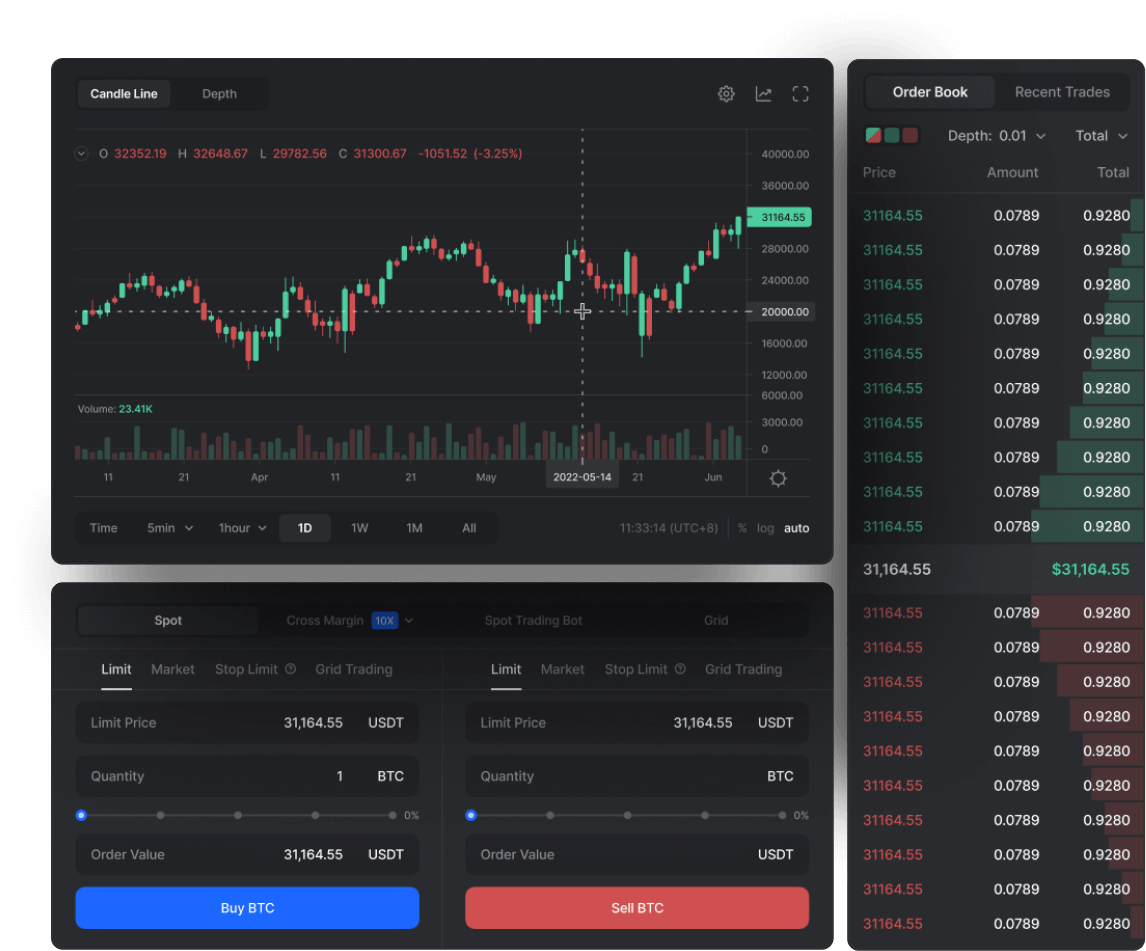 Candle Line Depth
O 32352.19 H 32648.67 L 29782.56 C 31300.67 -1051.52 (-3.25%)
40000.00
36000.00
31164.55
28000.00
24000.00
20000.00
16000.00
12000.00
6000.00
Volume: 23.41K
3000.00
0
11 21 Apr 11 21 May 2022-05-14 21 Jun
Time 5min 1hour 1D 1W 1M All 11:33:14 (UTC+8) % log auto
Spot Cross Margin 10X Spot Trading Bot Grid
Limit Market Stop Limit ? Grid Trading
Limit Price 31,164.55 USDT
Quantity 1 BTC
0%
Order Value 31,164.55 USDT
Buy BTC
Limit Market Stop Limit ? Grid Trading
Limit Price 31,164.55 USDT
Quantity BTC
0%
Order Value USDT
Sell BTC
Order Book Recent Trades
Depth: 0.01 Total
Price Amount Total
31164.55 0.0789 0.9280
31164.55 0.0789 0.9280
31164.55 0.0789 0.9280
31164.55 0.0789 0.9280
31164.55 0.0789 0.9280
31164.55 0.0789 0.9280
31164.55 0.0789 0.9280
31164.55 0.0789 0.9280
31164.55 0.0789 0.9280
31164.55 0.0789 0.9280
31,164.55 $31,164.55
31164.55 0.0789 0.9280
31164.55 0.0789 0.9280
31164.55 0.0789 0.9280
31164.55 0.0789 0.9280
31164.55 0.0789 0.9280
31164.55 0.0789 0.9280
31164.55 0.0789 0.9280
31164.55 0.0789 0.9280
31164.55 0.0789 0.9280
31164.55 0.0789 0.9280